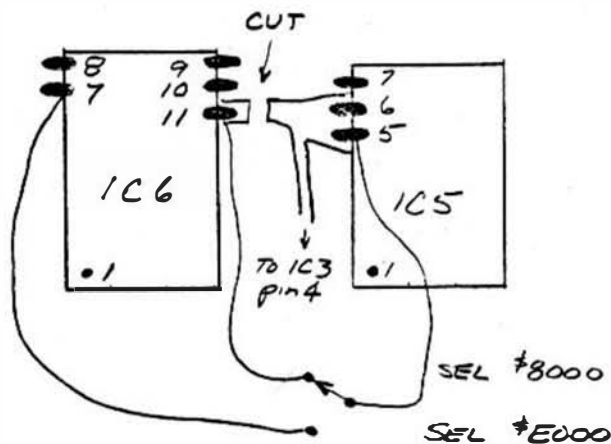 CUT
8 9
7 10
11
7
6
5
IC6
IC5
1
1
To IC3
pin 4
SEL $8000
SEL $E000